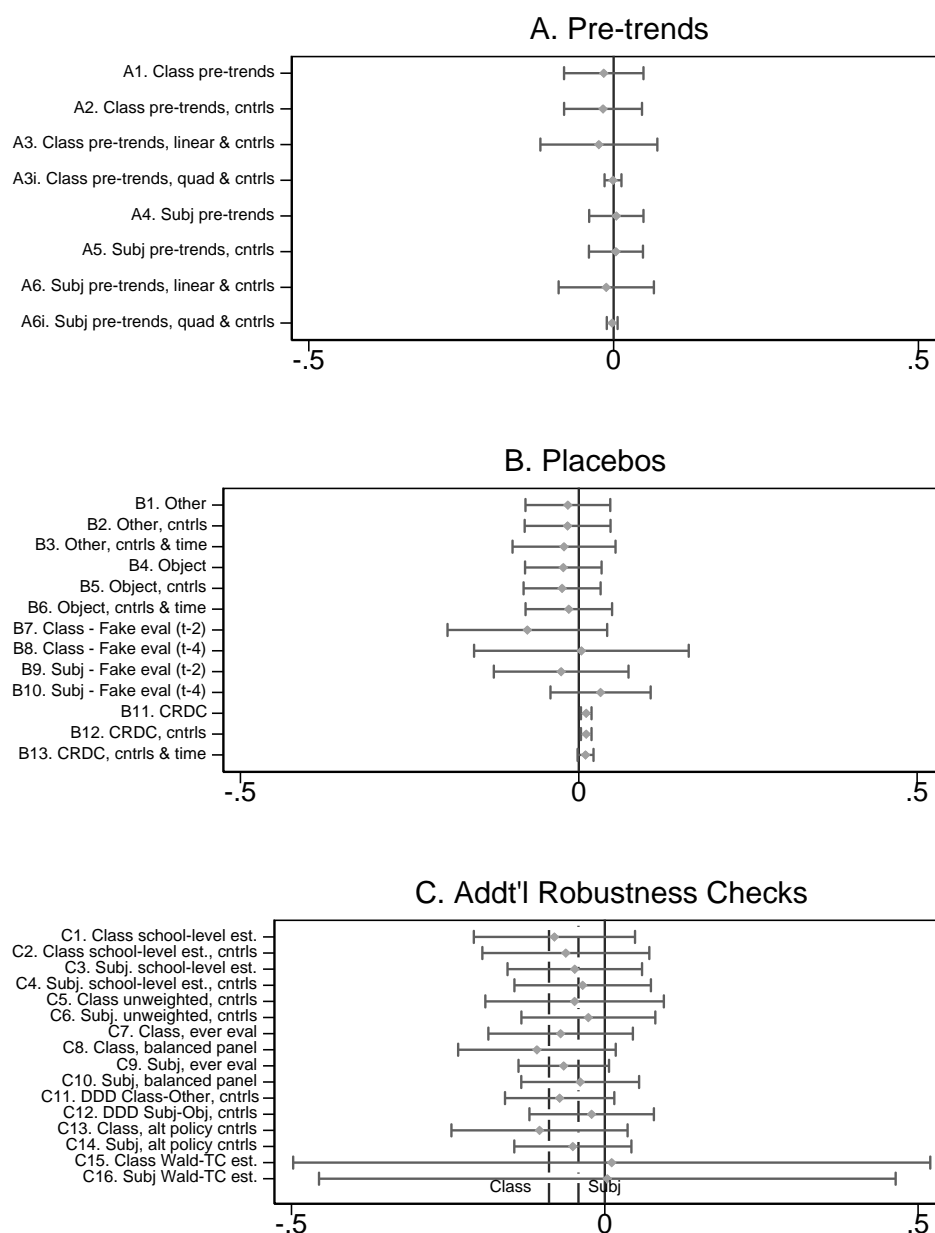 A. Pre-trends
A1. Class pre-trends
A2. Class pre-trends, cntrls
A3. Class pre-trends, linear & cntrls
A3i. Class pre-trends, quad & cntrls
A4. Subj pre-trends
A5. Subj pre-trends, cntrls
A6. Subj pre-trends, linear & cntrls
A6i. Subj pre-trends, quad & cntrls
-.5 0 .5
B. Placebos
B1. Other
B2. Other, cntrls
B3. Other, cntrls & time
B4. Object
B5. Object, cntrls
B6. Object, cntrls & time
B7. Class - Fake eval (t-2)
B8. Class - Fake eval (t-4)
B9. Subj - Fake eval (t-2)
B10. Subj - Fake eval (t-4)
B11. CRDC
B12. CRDC, cntrls
B13. CRDC, cntrls & time
-.5 0 .5
C. Addt'l Robustness Checks
C1. Class school-level est.
C2. Class school-level est., cntrls
C3. Subj. school-level est.
C4. Subj. school-level est., cntrls
C5. Class unweighted, cntrls
C6. Subj. unweighted, cntrls
C7. Class, ever eval
C8. Class, balanced panel
C9. Subj, ever eval
C10. Subj, balanced panel
C11. DDD Class-Other, cntrls
C12. DDD Subj-Obj, cntrls
C13. Class, alt policy cntrls
C14. Subj, alt policy cntrls
C15. Class Wald-TC est.
C16. Subj Wald-TC est.
Class Subj
-.5 0 .5